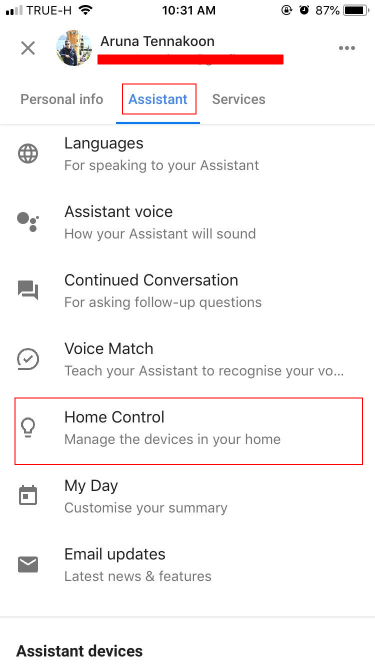 TRUE-H 10:31 AM 87%
Aruna Tennakoon
Personal info Assistant Services
Languages
For speaking to your Assistant
Assistant voice
How your Assistant will sound
Continued Conversation
For asking follow-up questions
Voice Match
Teach your Assistant to recognise your vo...
Home Control
Manage the devices in your home
My Day
Customise your summary
Email updates
Latest news & features
Assistant devices